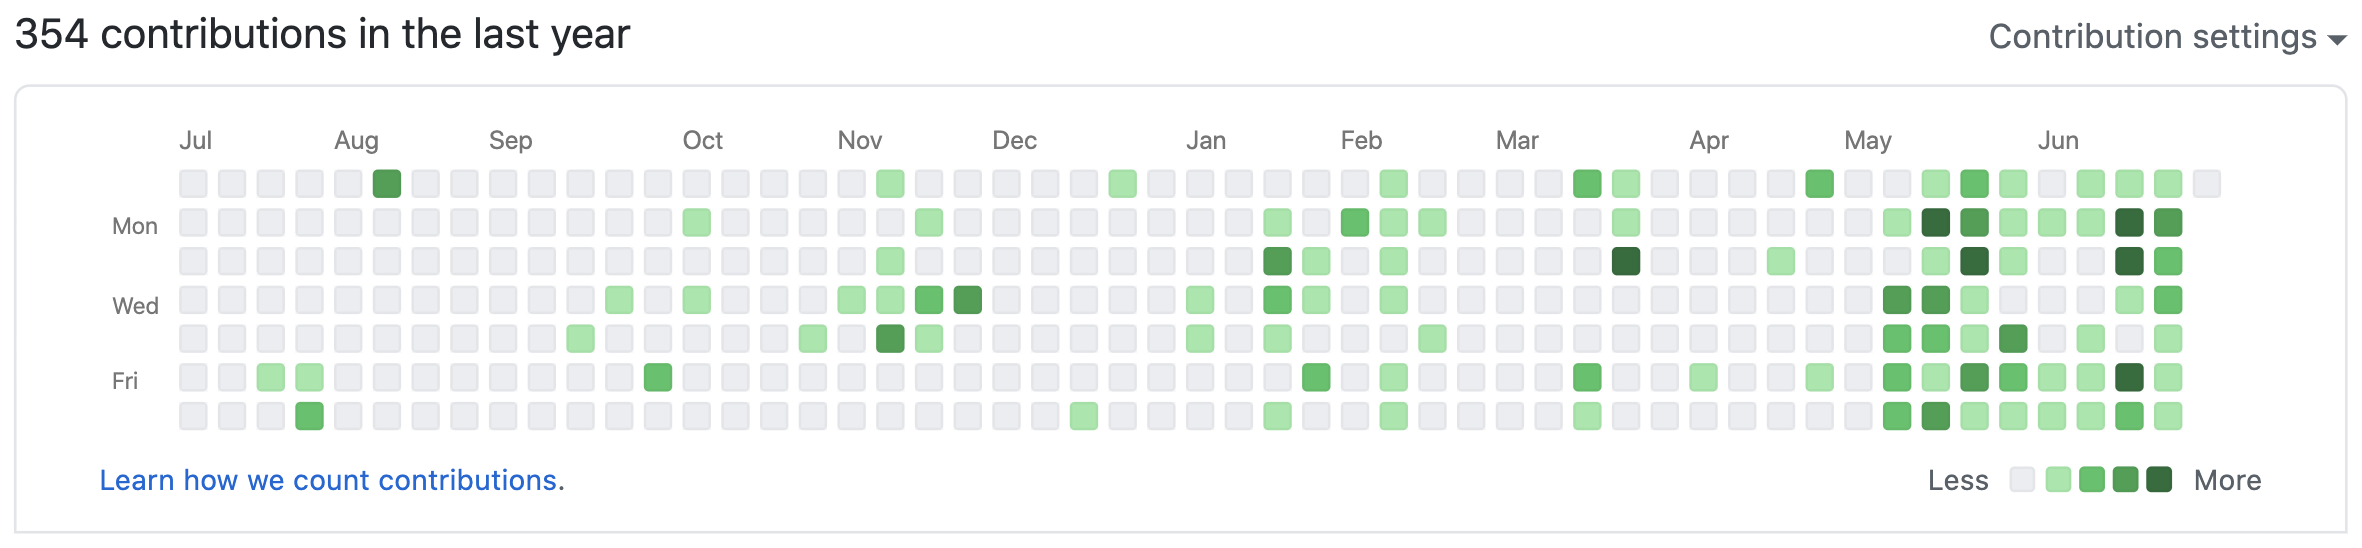 354 contributions in the last year
Contribution settings
Jul Aug Sep Oct Nov Dec Jan Feb Mar Apr May Jun
Mon
Wed
Fri
Learn how we count contributions.
Less More